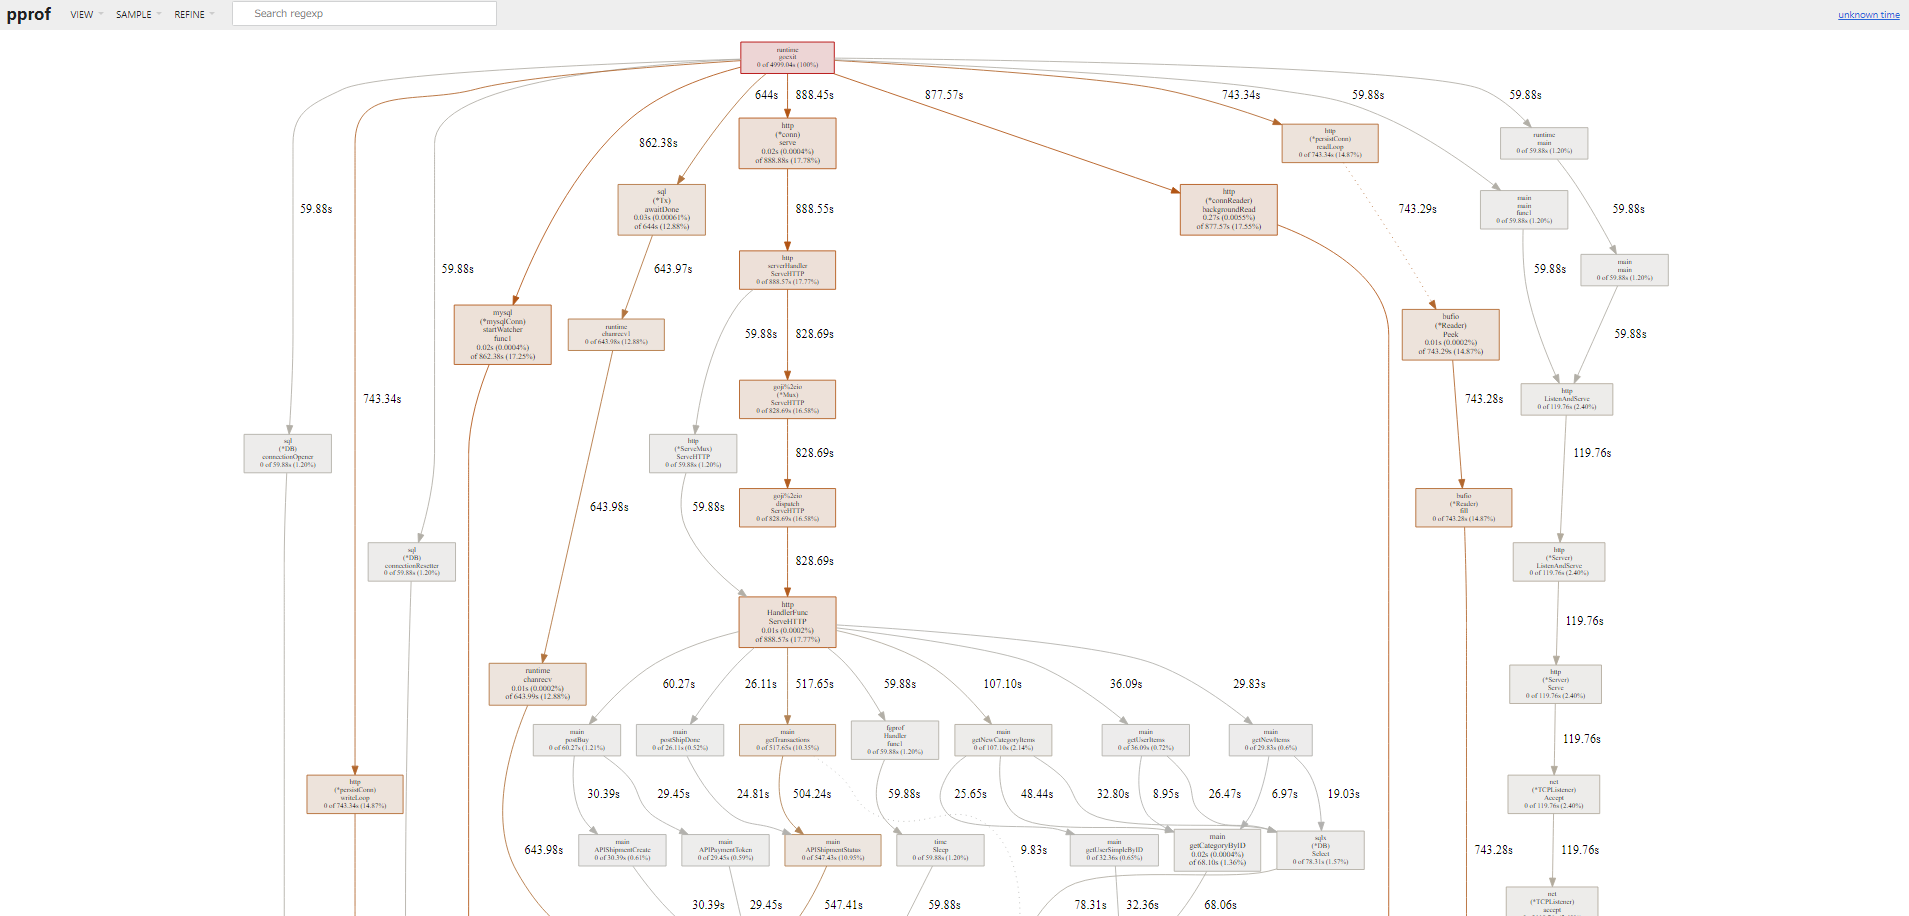 pprof
VIEW
SAMPLE
REFINE
Search regexp
unknown time
runtime
goexit
0 of 4999.04s (100%)
644s
888.45s
877.57s
743.34s
59.88s
59.88s
862.38s
http
(*conn)
serve
0.02s (0.0004%)
of 888.88s (17.78%)
http
(*persistConn)
readLoop
0 of 743.34s (14.87%)
runtime
main
0 of 59.88s (1.20%)
59.88s
sql
(*Tx)
awaitDone
0.03s (0.00061%)
of 644s (12.88%)
888.55s
http
(*connReader)
backgroundRead
0.27s (0.0055%)
of 877.57s (17.55%)
743.29s
main
main
func1
0 of 59.88s (1.20%)
59.88s
59.88s
643.97s
http
serverHandler
ServeHTTP
0 of 888.57s (17.77%)
59.88s
main
main
0 of 59.88s (1.20%)
mysql
(*mysqlConn)
startWatcher
func1
0.02s (0.0004%)
of 862.38s (17.25%)
runtime
chanrecv1
0 of 643.98s (12.88%)
59.88s
828.69s
bufio
(*Reader)
Peek
0.01s (0.0002%)
of 743.29s (14.87%)
59.88s
743.34s
goji%2eio
(*Mux)
ServeHTTP
0 of 828.69s (16.58%)
743.28s
http
ListenAndServe
0 of 119.76s (2.40%)
sql
(*DB)
connectionOpener
0 of 59.88s (1.20%)
http
(*ServeMux)
ServeHTTP
0 of 59.88s (1.20%)
828.69s
119.76s
643.98s
59.88s
goji%2eio
dispatch
ServeHTTP
0 of 828.69s (16.58%)
bufio
(*Reader)
fill
0 of 743.28s (14.87%)
sql
(*DB)
connectionResetter
0 of 59.88s (1.20%)
828.69s
http
(*Server)
ListenAndServe
0 of 119.76s (2.40%)
http
HandlerFunc
ServeHTTP
0.01s (0.0002%)
of 888.57s (17.77%)
119.76s
runtime
chanrecv
0.01s (0.0002%)
of 643.99s (12.88%)
60.27s
26.11s
517.65s
59.88s
107.10s
36.09s
29.83s
http
(*Server)
Serve
0 of 119.76s (2.40%)
main
postBuy
0 of 60.27s (1.21%)
main
postShipDone
0 of 26.11s (0.52%)
main
getTransactions
0 of 517.65s (10.35%)
fgprof
Handler
func1
0 of 59.88s (1.20%)
main
getNewCategoryItems
0 of 107.10s (2.14%)
main
getUserItems
0 of 36.09s (0.72%)
main
getNewItems
0 of 29.83s (0.6%)
119.76s
http
(*persistConn)
writeLoop
0 of 743.34s (14.87%)
30.39s
29.45s
24.81s
504.24s
59.88s
25.65s
48.44s
32.80s
8.95s
26.47s
6.97s
19.03s
net
(*TCPListener)
Accept
0 of 119.76s (2.40%)
643.98s
main
APIShipmentCreate
0 of 30.39s (0.61%)
main
APIPaymentToken
0 of 29.45s (0.59%)
main
APIShipmentStatus
0 of 547.43s (10.95%)
time
Sleep
0 of 59.88s (1.20%)
9.83s
main
getUserSimpleByID
0 of 32.36s (0.65%)
main
getCategoryByID
0.02s (0.0004%)
of 68.10s (1.36%)
sqlx
(*DB)
Select
0 of 78.31s (1.57%)
743.28s
119.76s
30.39s
29.45s
547.41s
59.88s
78.31s
32.36s
68.06s
net
(*TCPListener)
accept